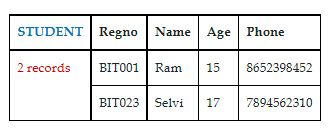 STUDENT Regno Name Age Phone
2 records BIT001 Ram 15 8652398452
BIT023 Selvi 17 7894562310